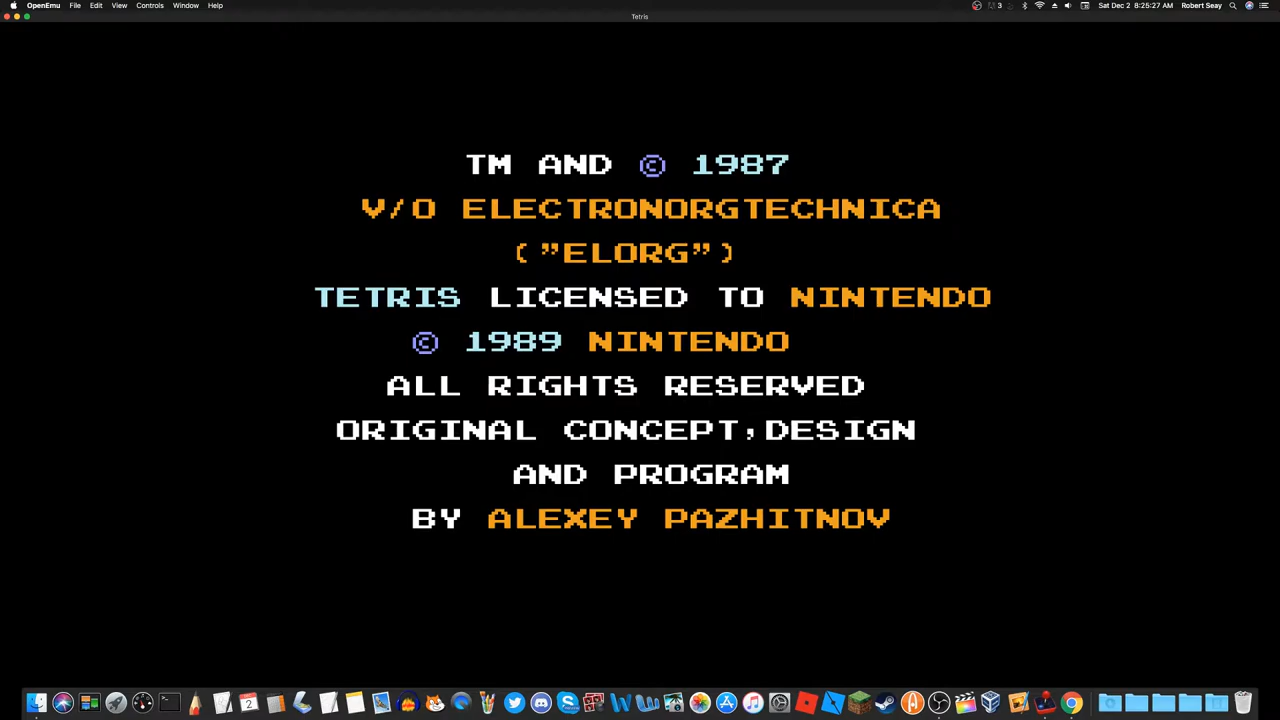 OpenEmu File Edit View Controls Window Help 3 Sat Dec 2 8:25:27 AM Robert Seay
Tetris
TM AND © 1987
V/O ELECTRONORGTECHNICA
("ELORG")
TETRIS LICENSED TO NINTENDO
© 1989 NINTENDO
ALL RIGHTS RESERVED
ORIGINAL CONCEPT,DESIGN
AND PROGRAM
BY ALEXEY PAZHITNOV